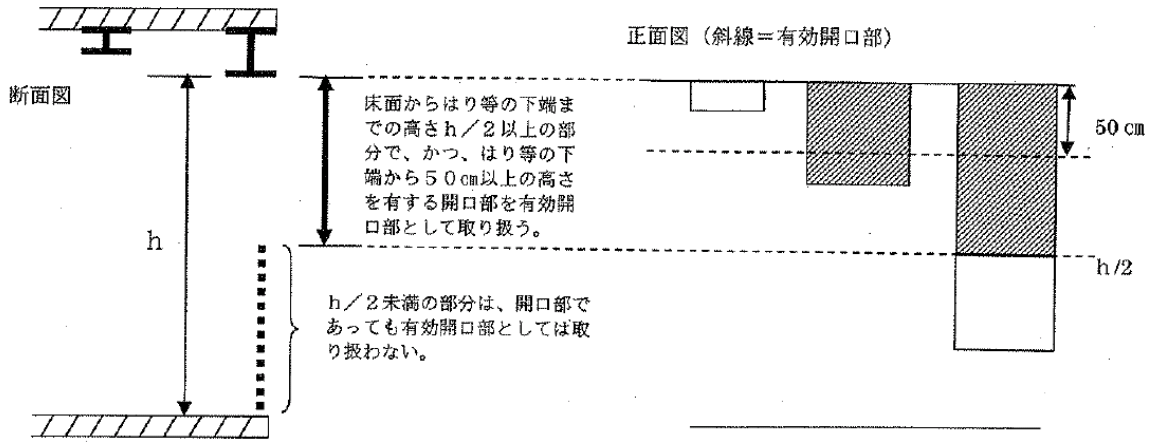 正面図（斜線＝有効開口部）
断面図
床面からはり等の下端ま
での高さｈ／２以上の部
分で、かつ、はり等の下
端から５０㎝以上の高さ
を有する開口部を有効開
口部として取り扱う。
50 ㎝
ｈ
h/2
ｈ／２未満の部分は、開口部で
あっても有効開口部としては取
り扱わない。